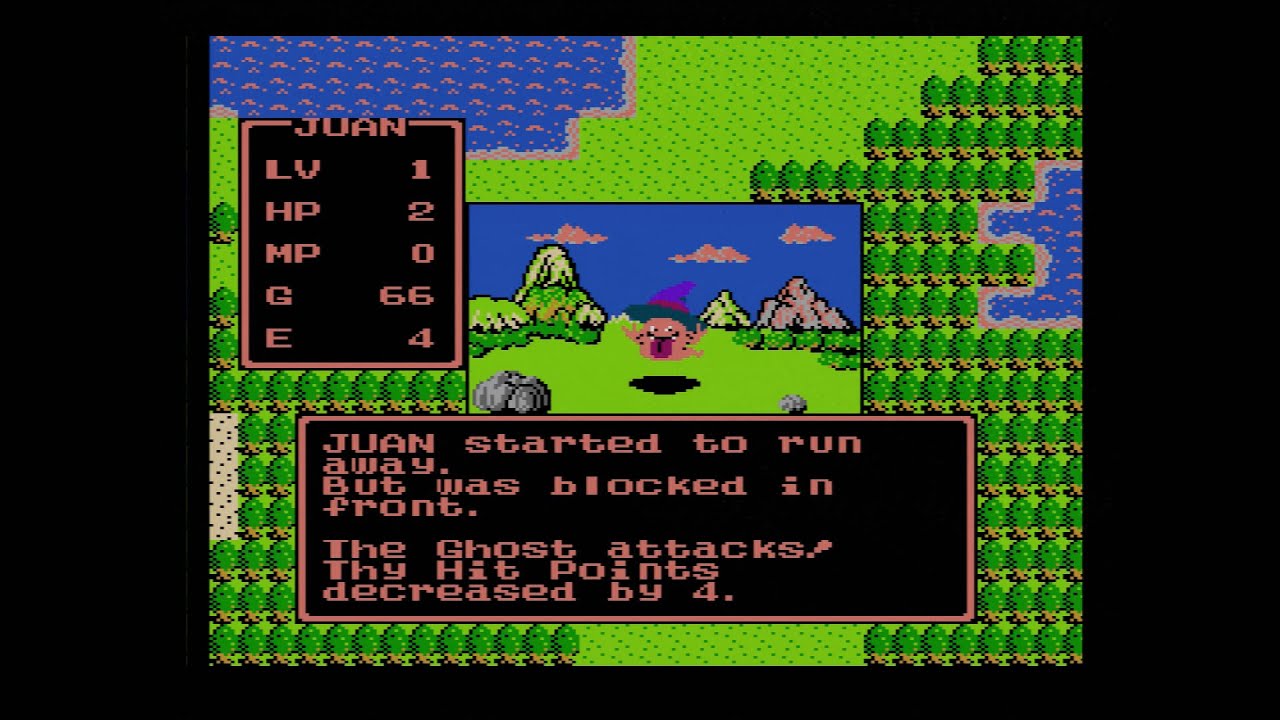 JUAN
LV 1
HP 2
MP 0
G 66
E 4
JUAN started to run
away.
But was blocked in
front.
The Ghost attacks!
Thy Hit Points
decreased by 4.